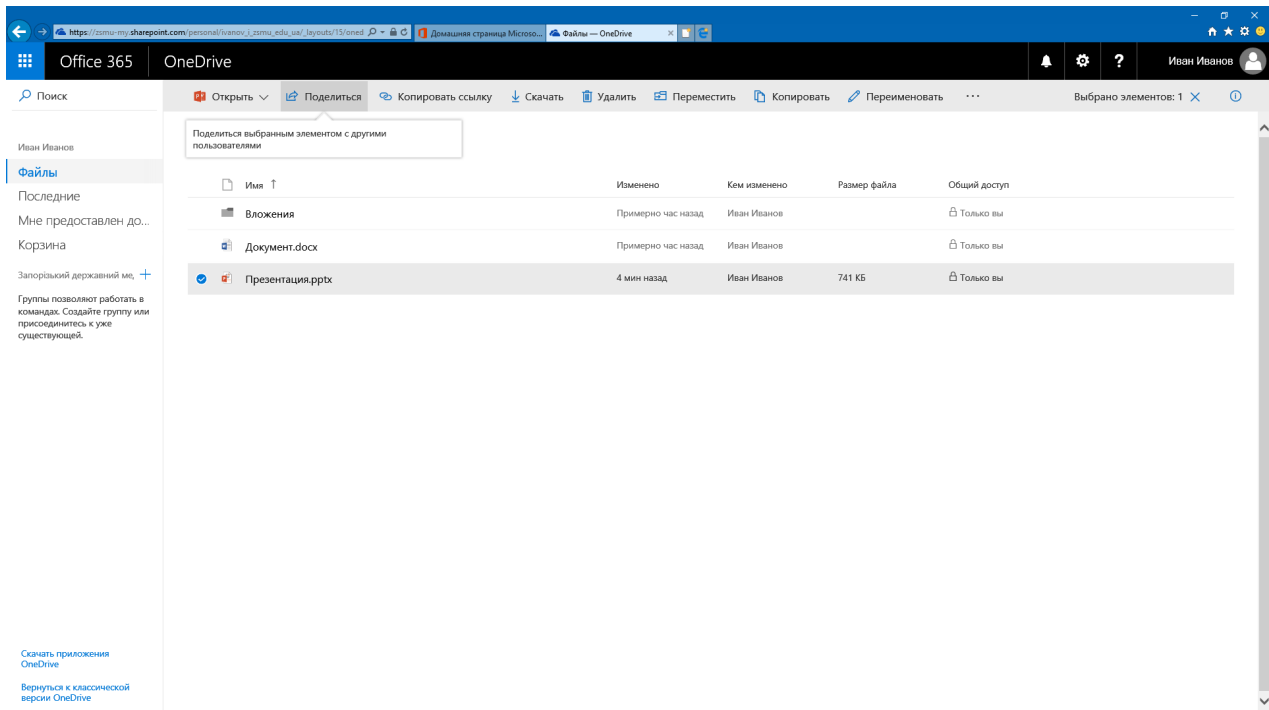 https://zsmu-my.sharepoint.com/personal/ivanov_i_zsmu_edu_ua/_layouts/15/oned
Домашняя страница Microso...
Файлы — OneDrive
Office 365
OneDrive
?
Иван Иванов
Поиск
Открыть
Поделиться
Копировать ссылку
Скачать
Удалить
Переместить
Копировать
Переименовать
...
Выбрано элементов: 1
Поделиться выбранным элементом с другими
пользователями
Иван Иванов
Файлы
Последние
Мне предоставлен до...
Корзина
Запорізький державний ме,
Группы позволяют работать в
командах. Создайте группу или
присоединитесь к уже
существующей.
Имя ↑ Изменено Кем изменено Размер файла Общий доступ
Вложения Примерно час назад Иван Иванов Только вы
Документ.docx Примерно час назад Иван Иванов Только вы
Презентация.pptx 4 мин назад Иван Иванов 741 КБ Только вы
Скачать приложения
OneDrive
Вернуться к классической
версии OneDrive